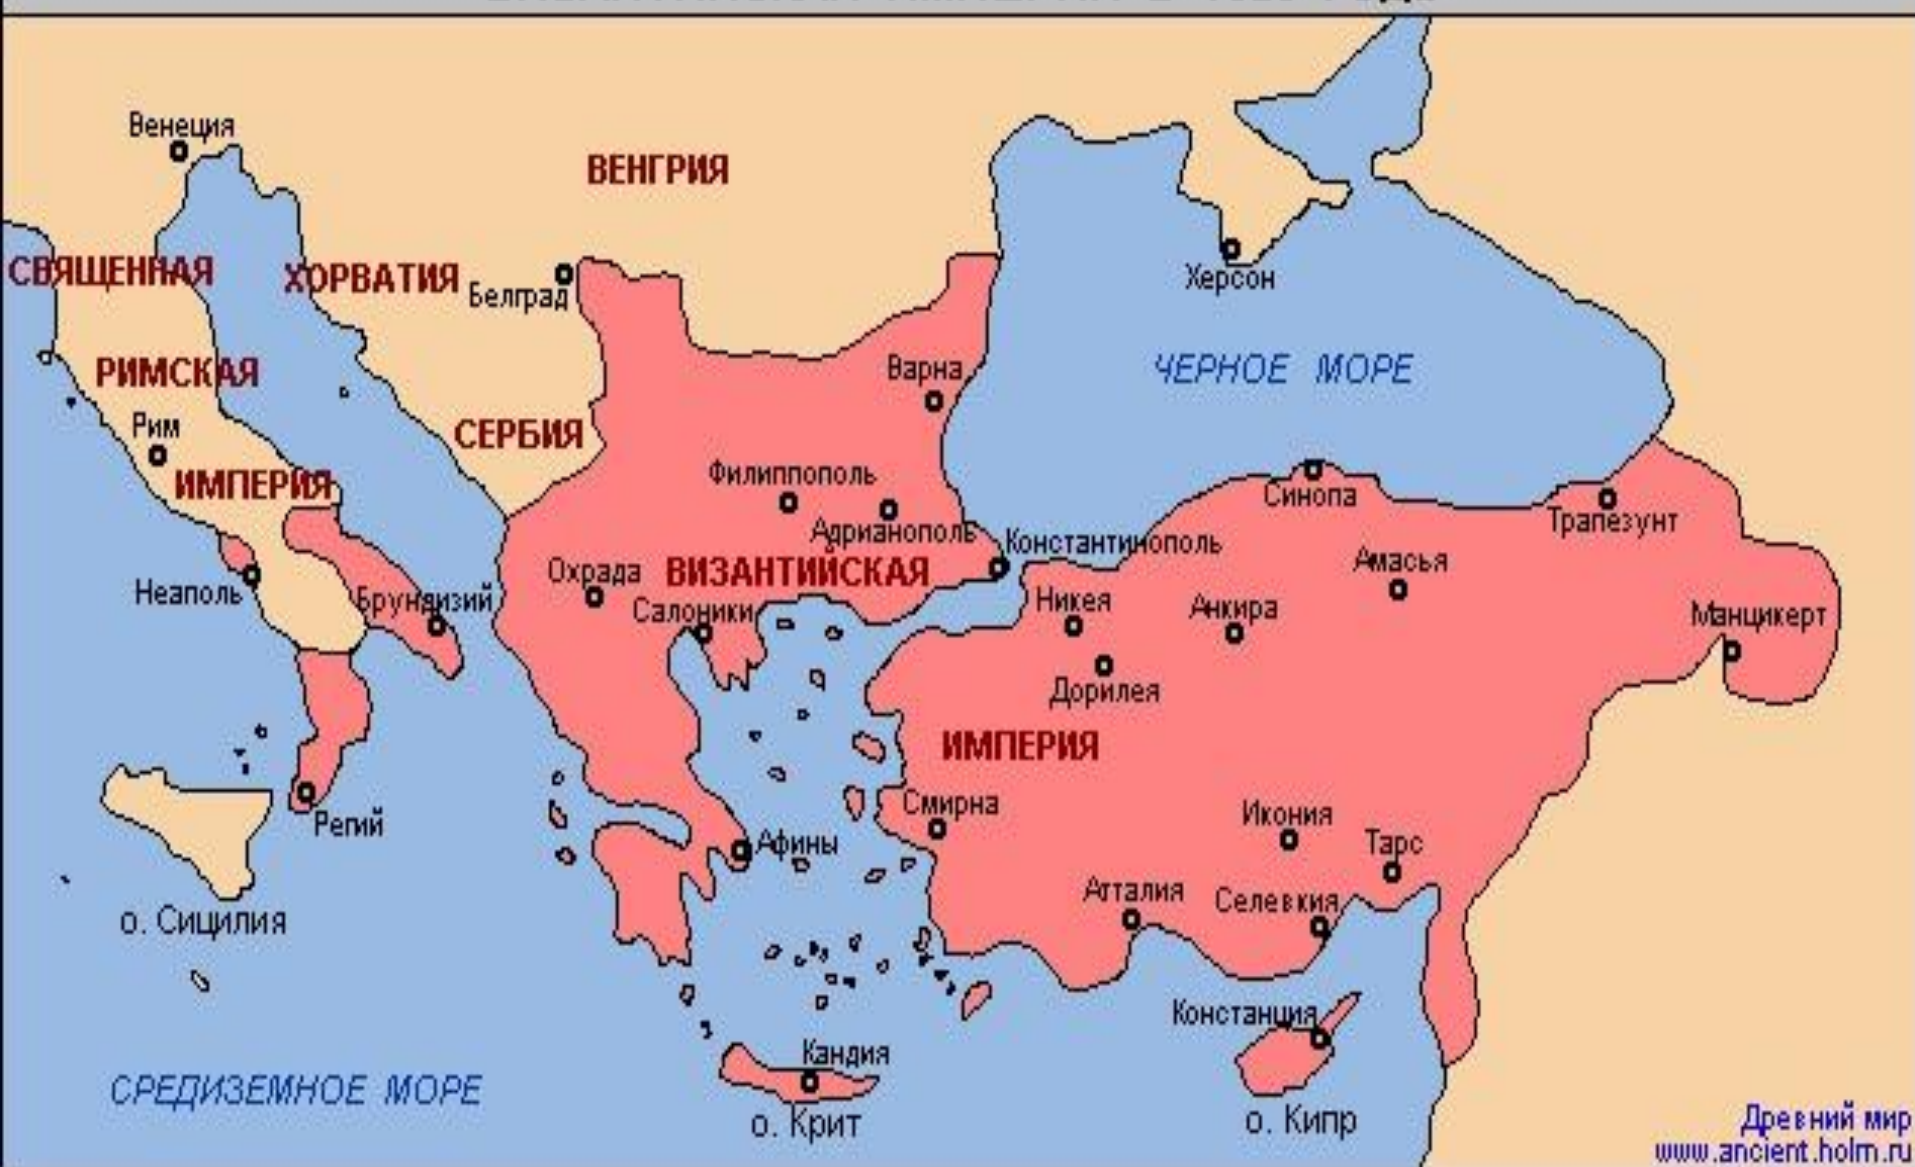 Венеция
ВЕНГРИЯ
СВЯЩЕННАЯ
ХОРВАТИЯ
Белград
Херсон
РИМСКАЯ
Варна
ЧЕРНОЕ МОРЕ
Рим
СЕРБИЯ
ИМПЕРИЯ
Филиппополь
Синопа
Адрианополь
Трапезунт
Константинополь
Охрада
ВИЗАНТИЙСКАЯ
Амасья
Неаполь
Брундизий
Салоники
Никея
Анкира
Манцикерт
Дорилея
ИМПЕРИЯ
Регий
Смирна
Икония
Афины
Тарс
Атталия
Селевкия
о. Сицилия
Констанция
Кандия
СРЕДИЗЕМНОЕ МОРЕ
о. Крит
о. Кипр
Древний мир
www.ancient.holm.ru